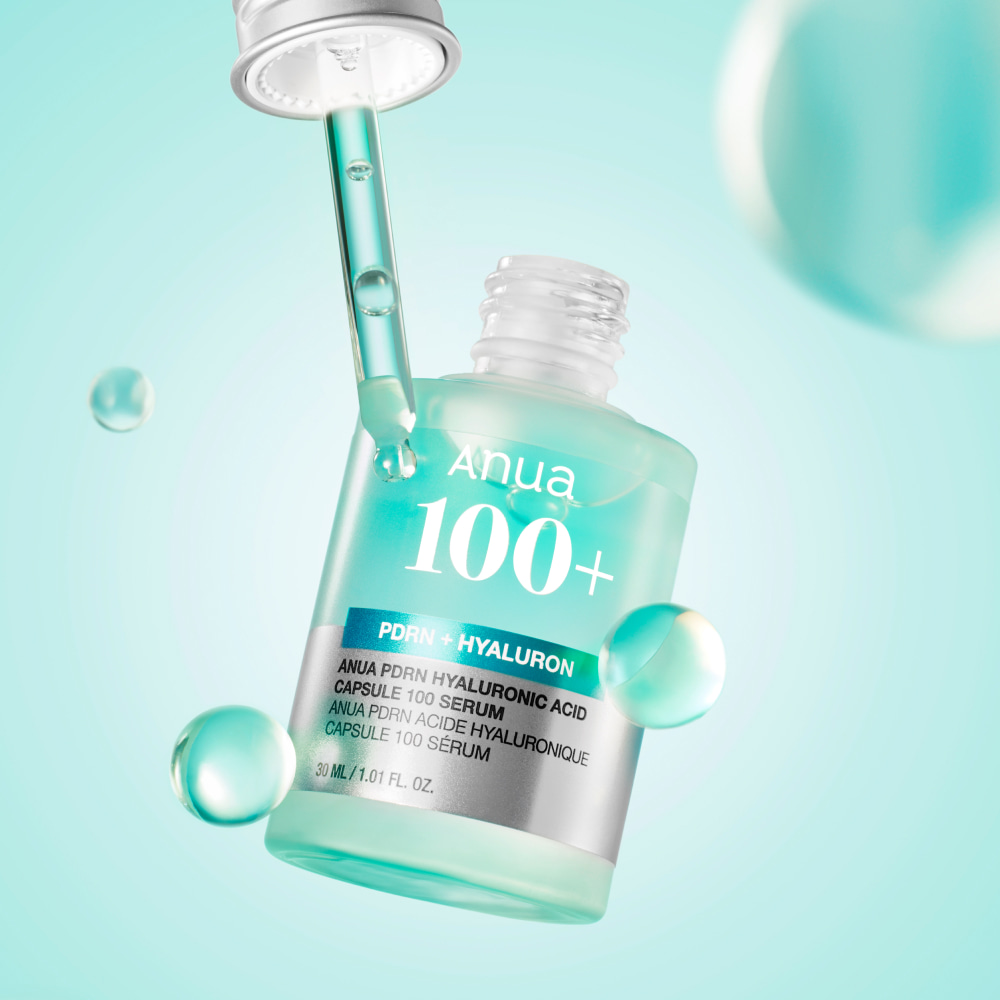 Anua
100+
PDRN + HYALURON
ANUA PDRN HYALURONIC ACID
CAPSULE 100 SERUM
ANUA PDRN ACIDE HYALURONIQUE
CAPSULE 100 SÉRUM
30 ML / 1.01 FL. OZ.